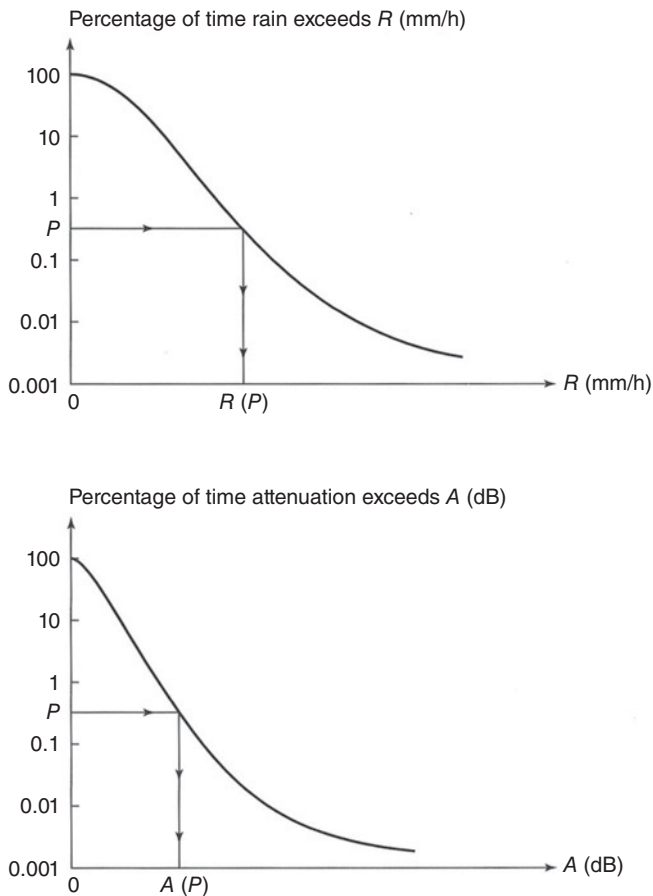 Percentage of time rain exceeds R (mm/h)
100
10
1
P
0.1
0.01
0.001
0
R (P)
R (mm/h)
Percentage of time attenuation exceeds A (dB)
100
10
1
P
0.1
0.01
0.001
0
A (P)
A (dB)